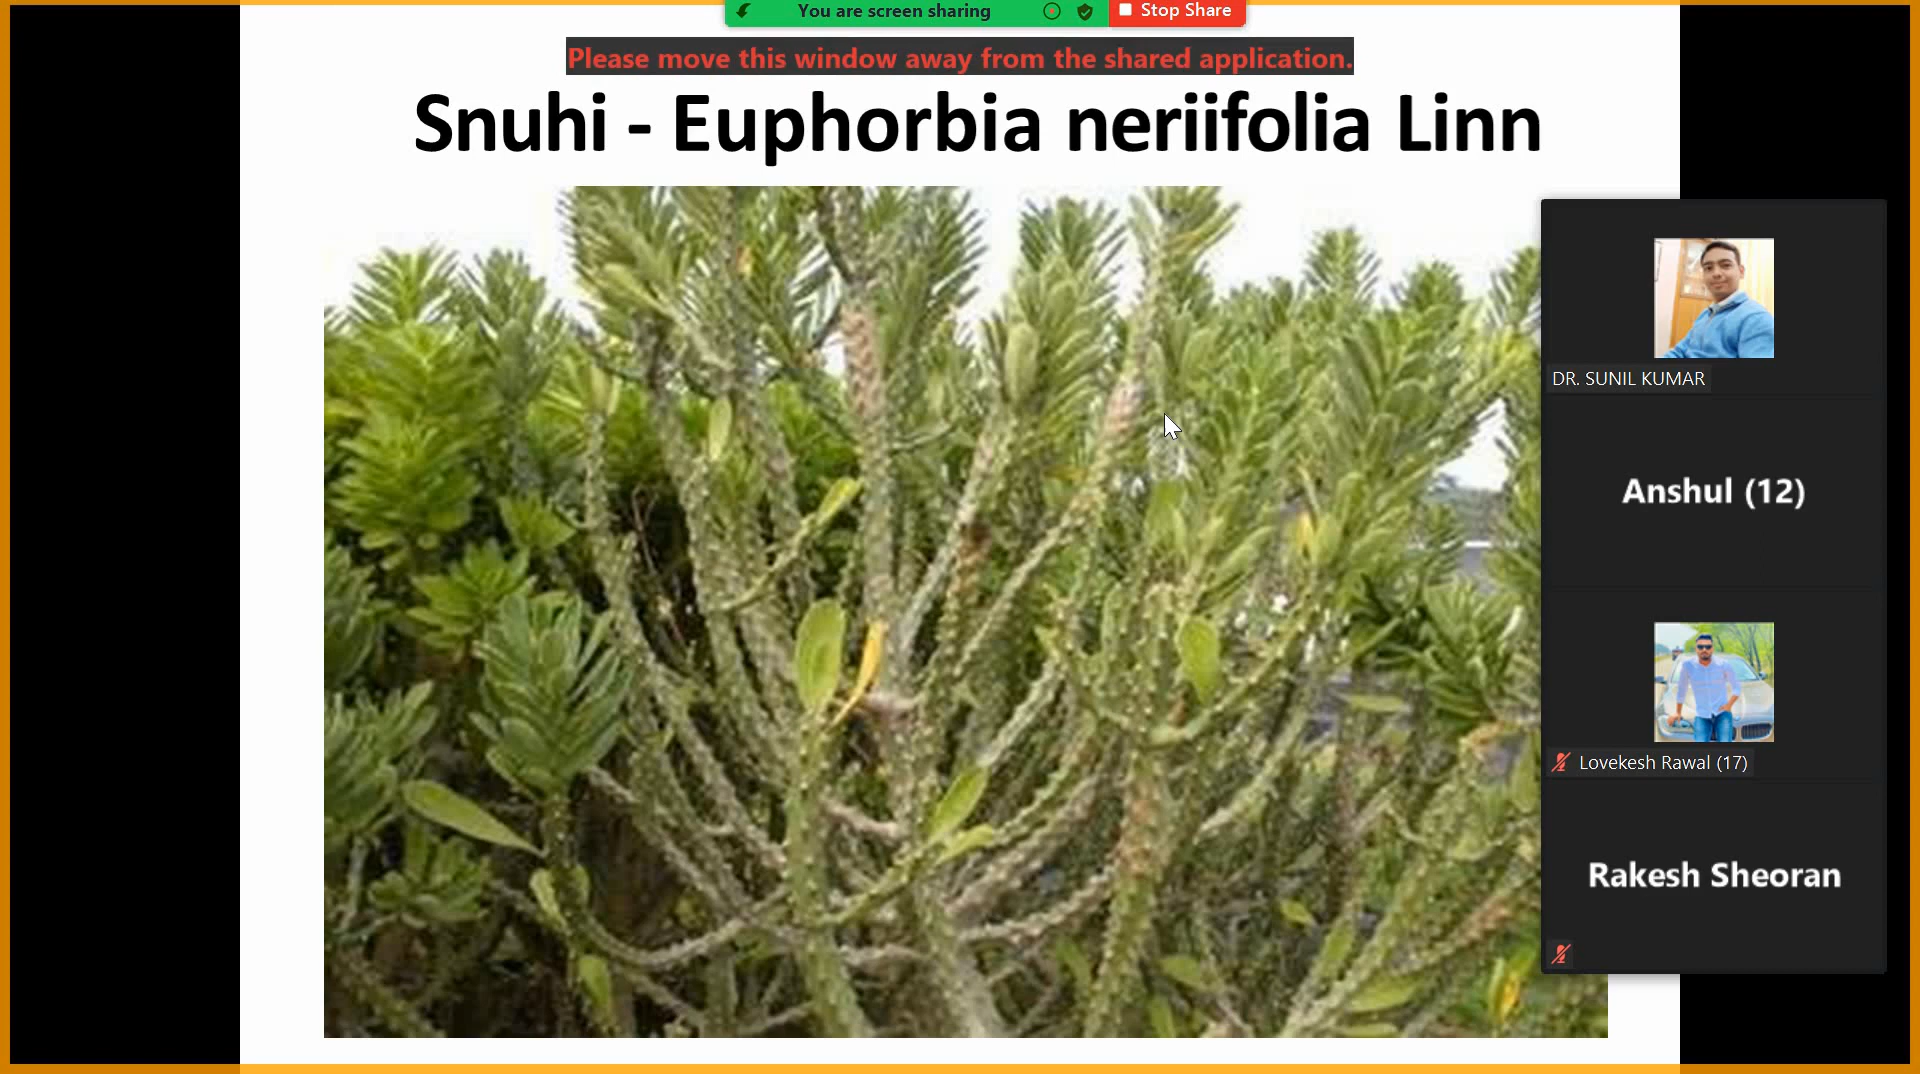 You are screen sharing
Stop Share
Please move this window away from the shared application.
Snuhi - Euphorbia neriifolia Linn
DR. SUNIL KUMAR
Anshul (12)
Lovekesh Rawal (17)
Rakesh Sheoran